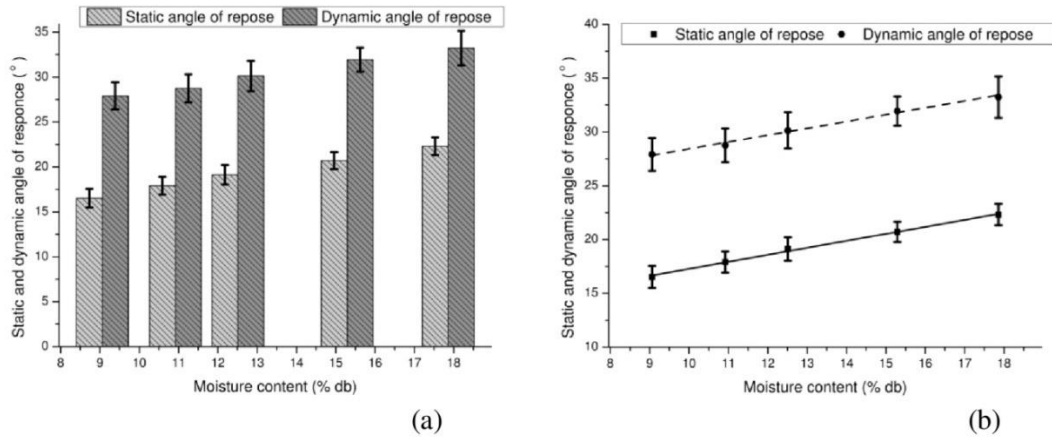 Static angle of repose Dynamic angle of repose
Static and dynamic angle of responce (°)
35
30
25
20
15
10
5
0
8 9 10 11 12 13 14 15 16 17 18
Moisture content (% db)
(a)
Static angle of repose Dynamic angle of repose
Static and dynamic angle of responce (°)
40
35
30
25
20
15
10
8 9 10 11 12 13 14 15 16 17 18
Moisture content (% db)
(b)